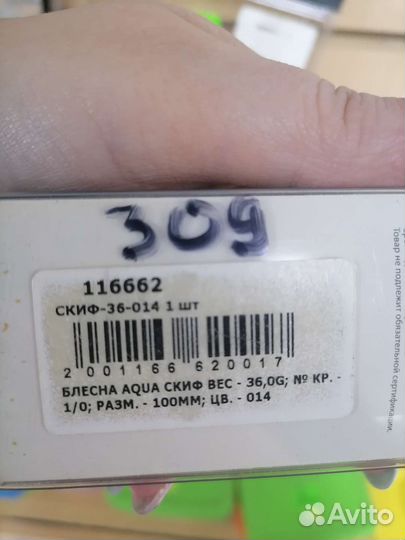 309
116662
СКИФ-36-014 1 шт
2 001166 620017
БЛЕСНА AQUA СКИФ ВЕС - 36,0G; № КР. -
1/0; РАЗМ. - 100ММ; ЦВ. - 014
Товар не подлежит обязательной сертификации.
Avito